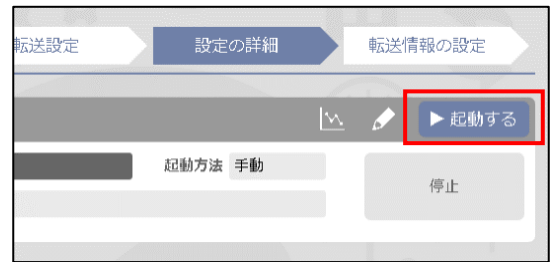 転送設定
設定の詳細
転送情報の設定
▶ 起動する
起動方法 手動
停止